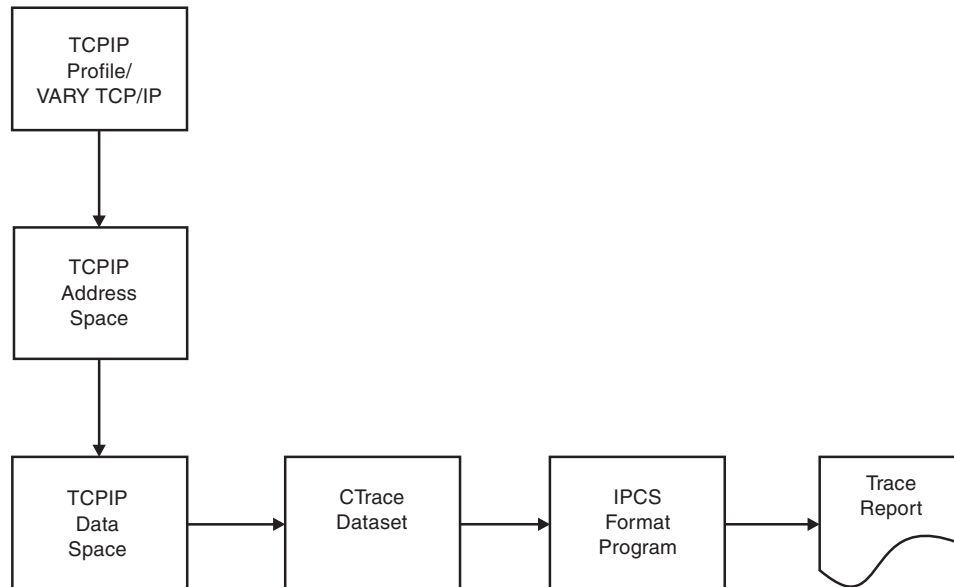 TCPIP
Profile/
VARY TCP/IP
TCPIP
Address
Space
TCPIP
Data
Space
CTrace
Dataset
IPCS
Format
Program
Trace
Report